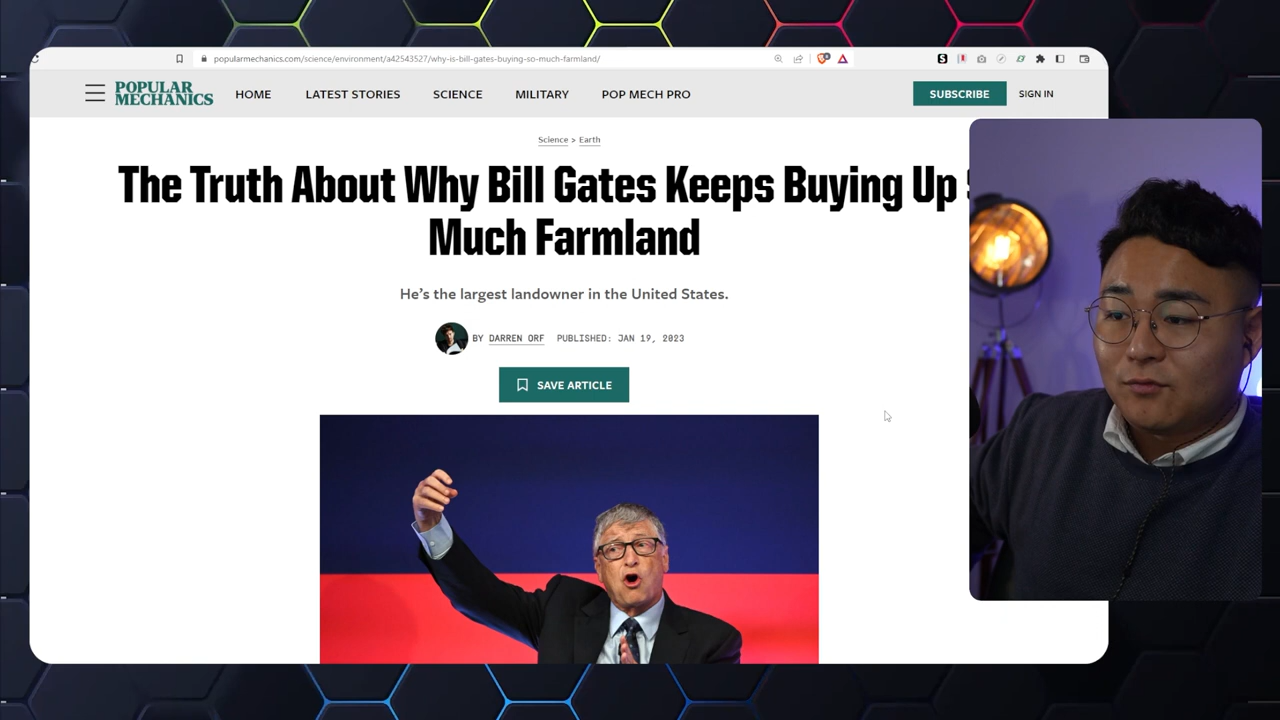 popularmechanics.com/science/environment/a42543527/why-is-bill-gates-buying-so-much-farmland/
POPULAR
MECHANICS
HOME LATEST STORIES SCIENCE MILITARY POP MECH PRO SUBSCRIBE SIGN IN
Science > Earth
The Truth About Why Bill Gates Keeps Buying Up
Much Farmland
He's the largest landowner in the United States.
BY DARREN ORF PUBLISHED: JAN 19, 2023
SAVE ARTICLE